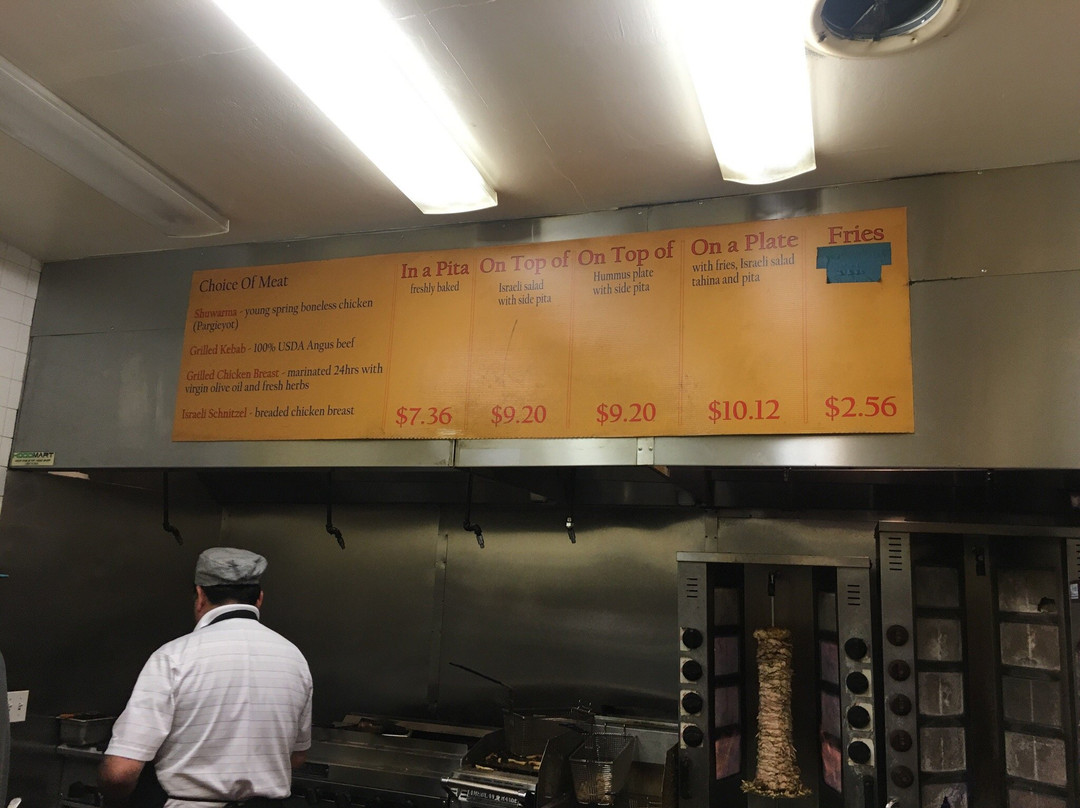 Choice Of Meat
Shuwarma - young spring boneless chicken
(Pargieyot)
Grilled Kebab - 100% USDA Angus beef
Grilled Chicken Breast - marinated 24hrs with
virgin olive oil and fresh herbs
Israeli Schnitzel - breaded chicken breast
In a Pita
freshly baked
$7.36
On Top of
Israeli salad
with side pita
$9.20
On Top of
Hummus plate
with side pita
$9.20
On a Plate
with fries, Israeli salad
tahina and pita
$10.12
Fries
$2.56
HOODMART